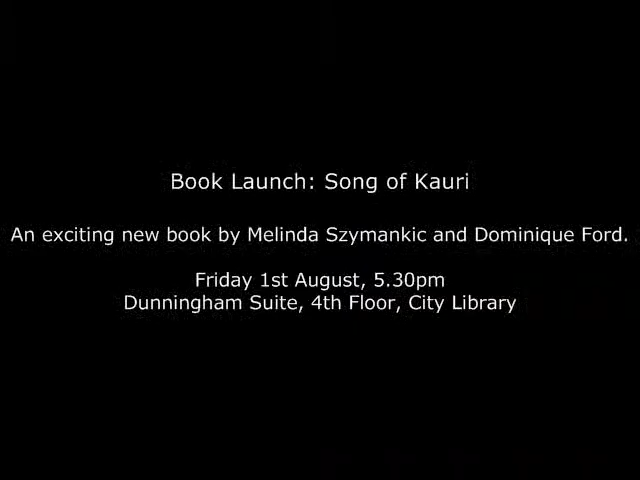 Book Launch: Song of Kauri
An exciting new book by Melinda Szymankic and Dominique Ford.
Friday 1st August, 5.30pm
Dunningham Suite, 4th Floor, City Library